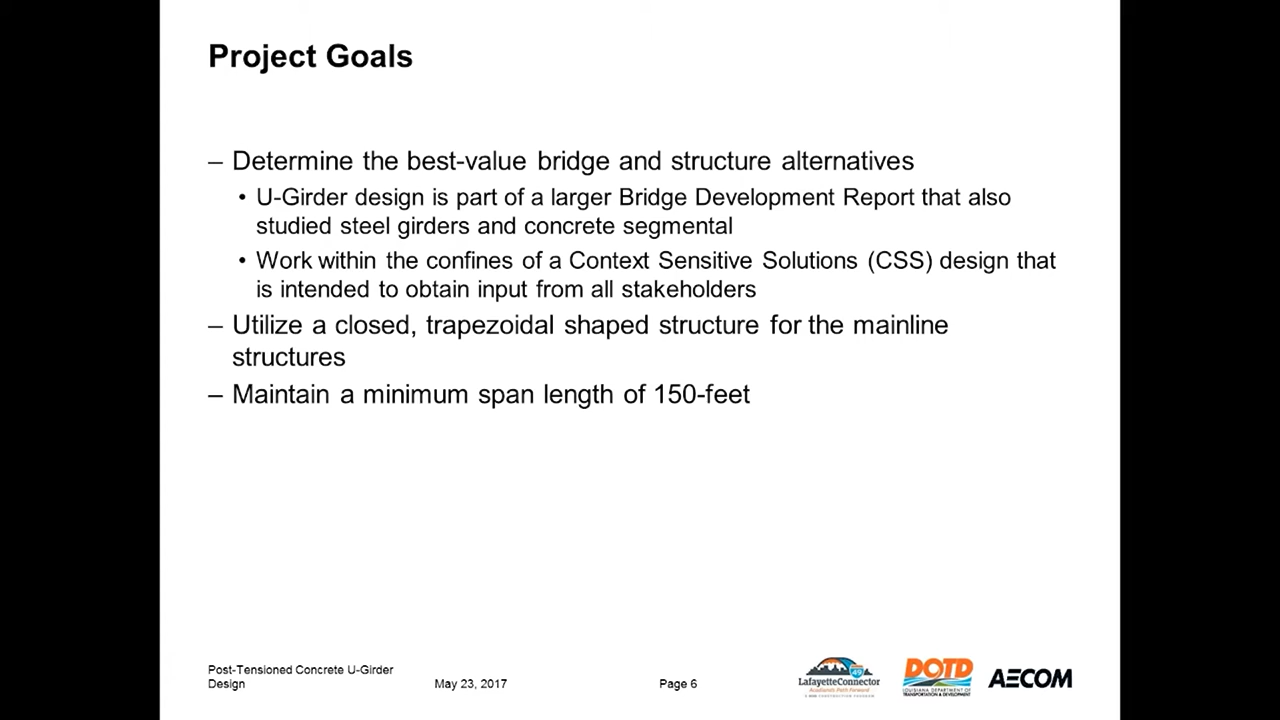 Project Goals
– Determine the best-value bridge and structure alternatives
• U-Girder design is part of a larger Bridge Development Report that also
studied steel girders and concrete segmental
• Work within the confines of a Context Sensitive Solutions (CSS) design that
is intended to obtain input from all stakeholders
– Utilize a closed, trapezoidal shaped structure for the mainline
structures
– Maintain a minimum span length of 150-feet
Post-Tensioned Concrete U-Girder
Design
May 23, 2017
Page 6
LafayetteConnector
Acadiana's Path Forward
DOTD
LOUISIANA DEPARTMENT OF
TRANSPORTATION & DEVELOPMENT
AECOM